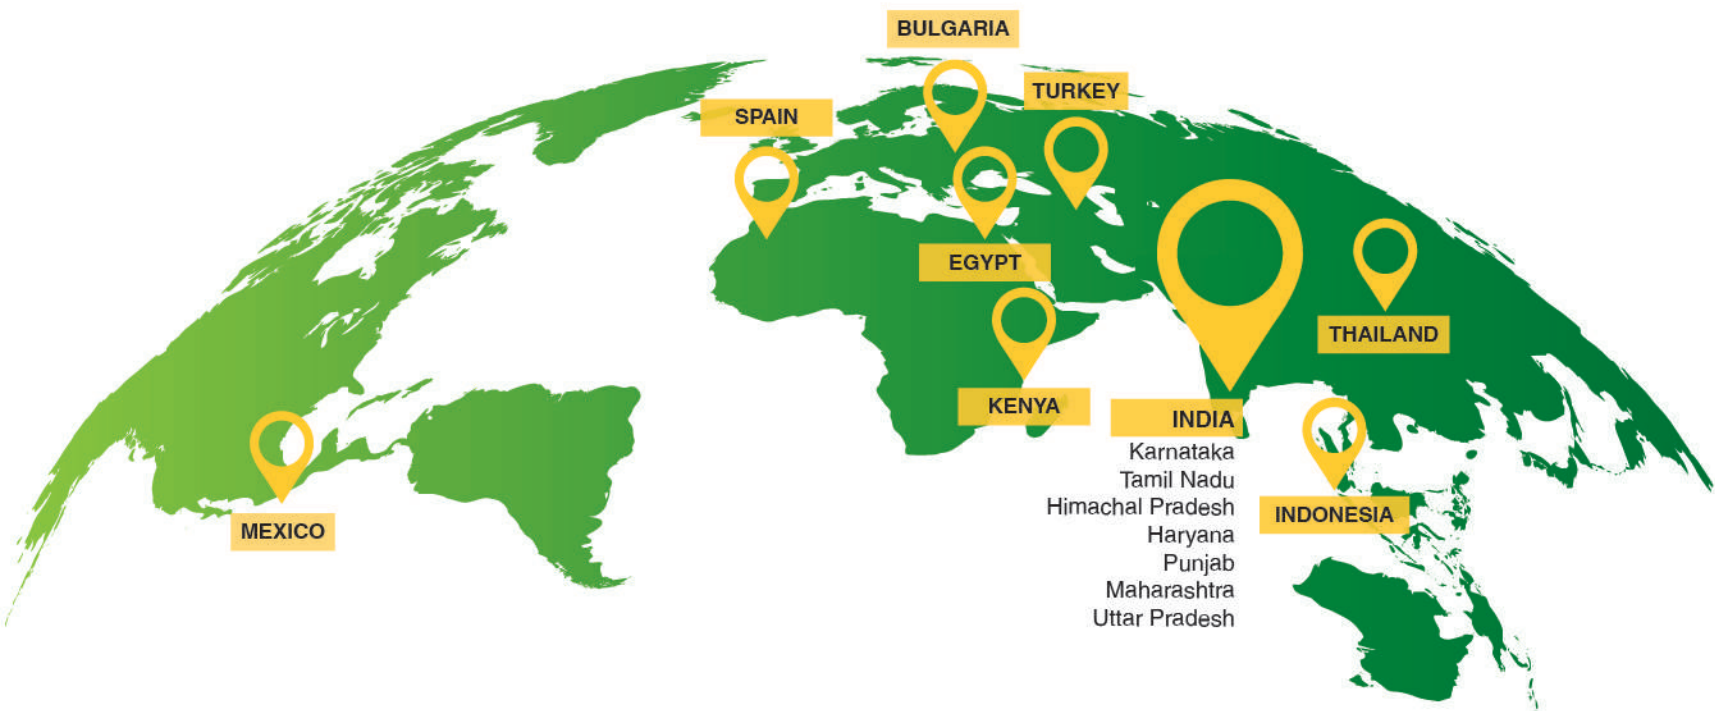 BULGARIA
TURKEY
SPAIN
EGYPT
THAILAND
KENYA
INDIA
Karnataka
Tamil Nadu
Himachal Pradesh
Haryana
Punjab
Maharashtra
Uttar Pradesh
INDONESIA
MEXICO